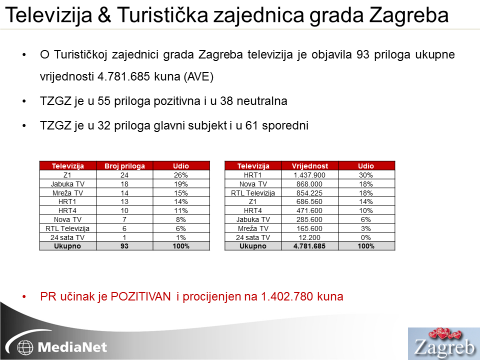 Televizija & Turistička zajednica grada Zagreba
• O Turističkoj zajednici grada Zagreba televizija je objavila 93 priloga ukupne
vrijednosti 4.781.685 kuna (AVE)
• TZGZ je u 55 priloga pozitivna i u 38 neutralna
• TZGZ je u 32 priloga glavni subjekt i u 61 sporedni
Televizija Broj priloga Udio
Z1 24 26%
Jabuka TV 18 19%
Mreža TV 14 15%
HRT1 13 14%
HRT4 10 11%
Nova TV 7 8%
RTL Televizija 6 6%
24 sata TV 1 1%
Ukupno 93 100%
Televizija Vrijednost Udio
HRT1 1.437.900 30%
Nova TV 868.000 18%
RTL Televizija 854.225 18%
Z1 686.560 14%
HRT4 471.600 10%
Jabuka TV 285.600 6%
Mreža TV 165.600 3%
24 sata TV 12.200 0%
Ukupno 4.781.685 100%
• PR učinak je POZITIVAN i procijenjen na 1.402.780 kuna
MediaNet
Zagreb